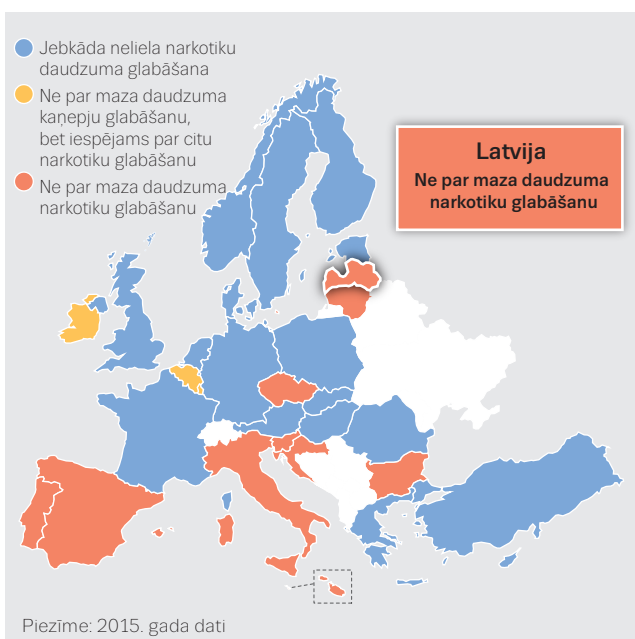 Jebkāda neliela narkotiku
daudzuma glabāšana
Ne par maza daudzuma
kaņepju glabāšanu,
bet iespējams par citu
narkotiku glabāšanu
Ne par maza daudzuma
narkotiku glabāšanu
Latvija
Ne par maza daudzuma
narkotiku glabāšanu
Piezīme: 2015. gada dati